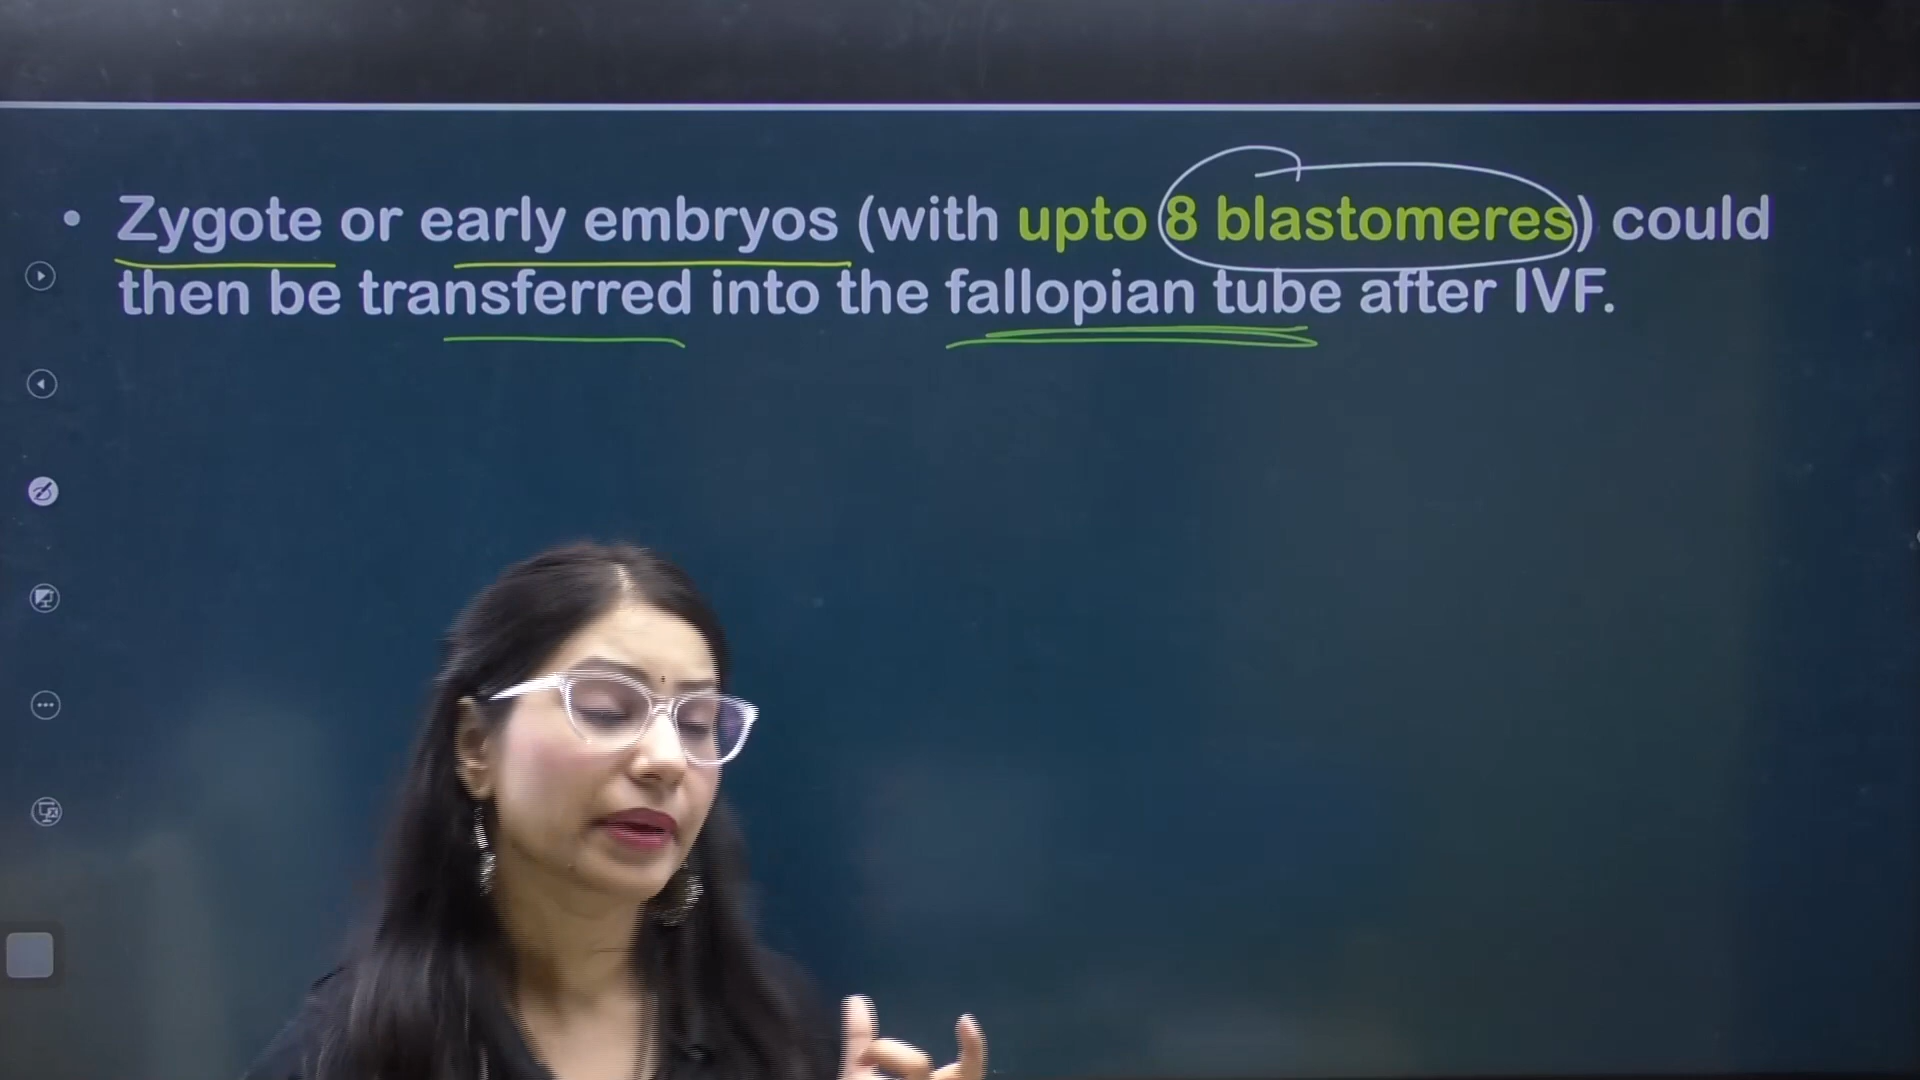 • Zygote or early embryos (with upto 8 blastomeres) could
then be transferred into the fallopian tube after IVF.